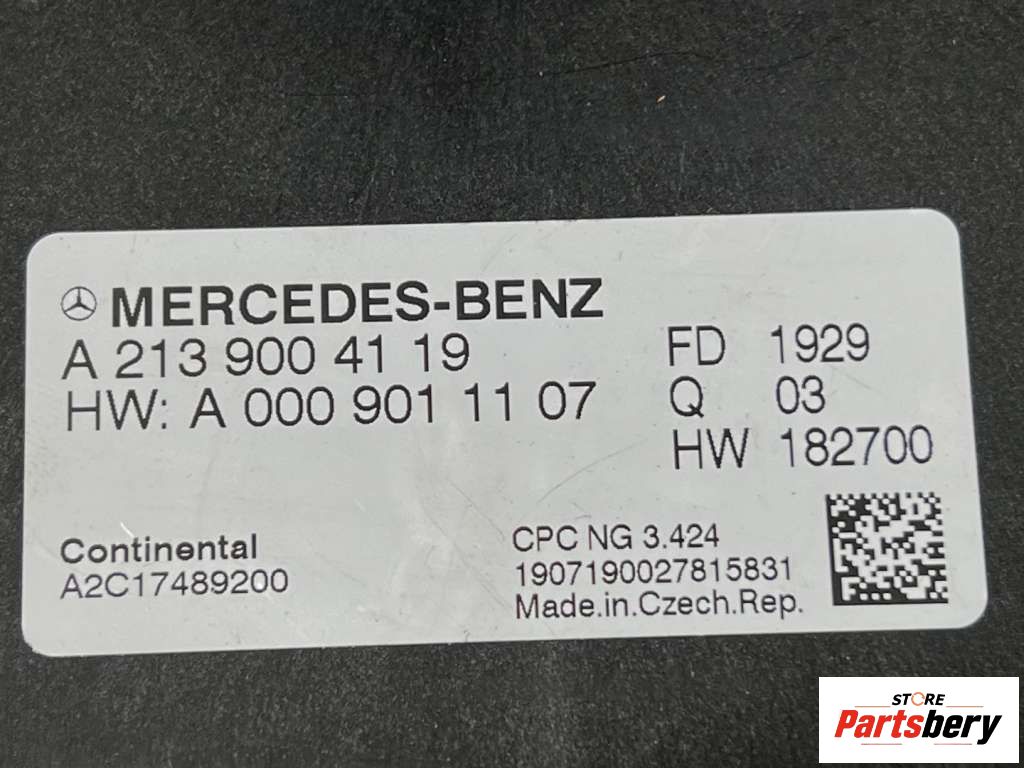 MERCEDES-BENZ
A 213 900 41 19
HW: A 000 901 11 07
FD 1929
Q 03
HW 182700
Continental
A2C17489200
CPC NG 3.424
1907190027815831
Made.in.Czech.Rep.
STORE
Partsbery